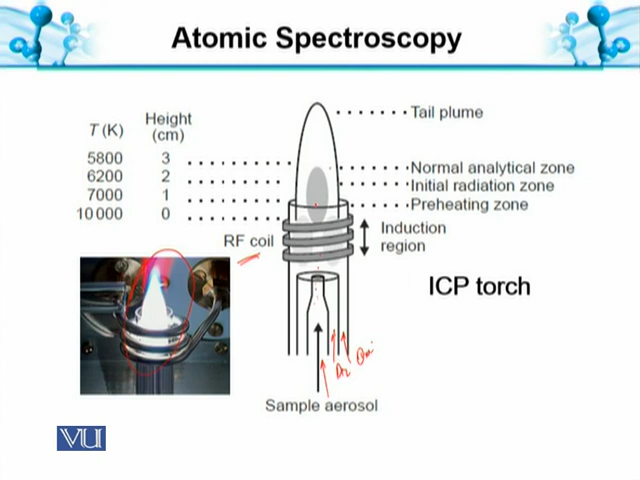 Atomic Spectroscopy
T (K)
Height
(cm)
5800 3
6200 2
7000 1
10 000 0
Tail plume
Normal analytical zone
Initial radiation zone
Preheating zone
RF coil
Induction
region
ICP torch
Sample aerosol
VU